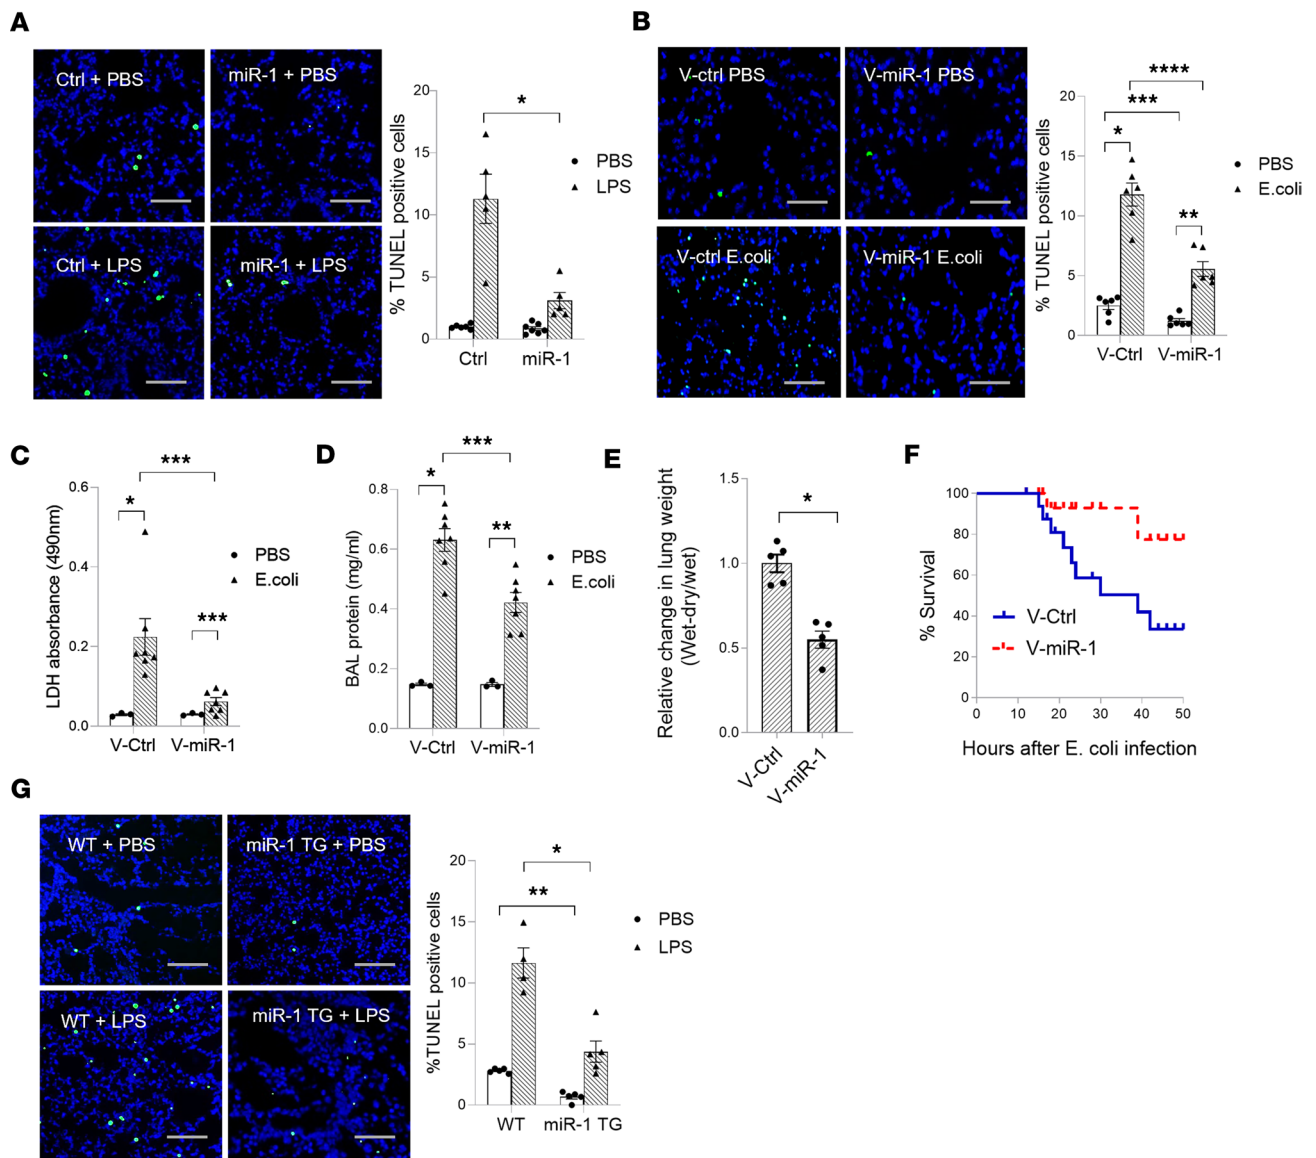 A
Ctrl + PBS
miR-1 + PBS
Ctrl + LPS
miR-1 + LPS
% TUNEL positive cells
20
15
10
5
0
*
PBS
LPS
Ctrl
miR-1
B
V-ctrl PBS
V-miR-1 PBS
V-ctrl E.coli
V-miR-1 E.coli
% TUNEL positive cells
20
15
10
5
0
****
***
*
**
PBS
E.coli
V-Ctrl
V-miR-1
C
LDH absorbance (490nm)
0.6
0.4
0.2
0.0
***
*
***
PBS
E.coli
V-Ctrl
V-miR-1
D
BAL protein (mg/ml)
0.8
0.6
0.4
0.2
0.0
***
*
**
PBS
E.coli
V-Ctrl
V-miR-1
E
Relative change in lung weight
(Wet-dry/wet)
1.5
1.0
0.5
0.0
*
V-Ctrl
V-miR-1
F
% Survival
100
80
60
40
20
0
V-Ctrl
V-miR-1
0 10 20 30 40 50
Hours after E. coli infection
G
WT + PBS
miR-1 TG + PBS
WT + LPS
miR-1 TG + LPS
%TUNEL positive cells
20
15
10
5
0
*
**
PBS
LPS
WT
miR-1 TG